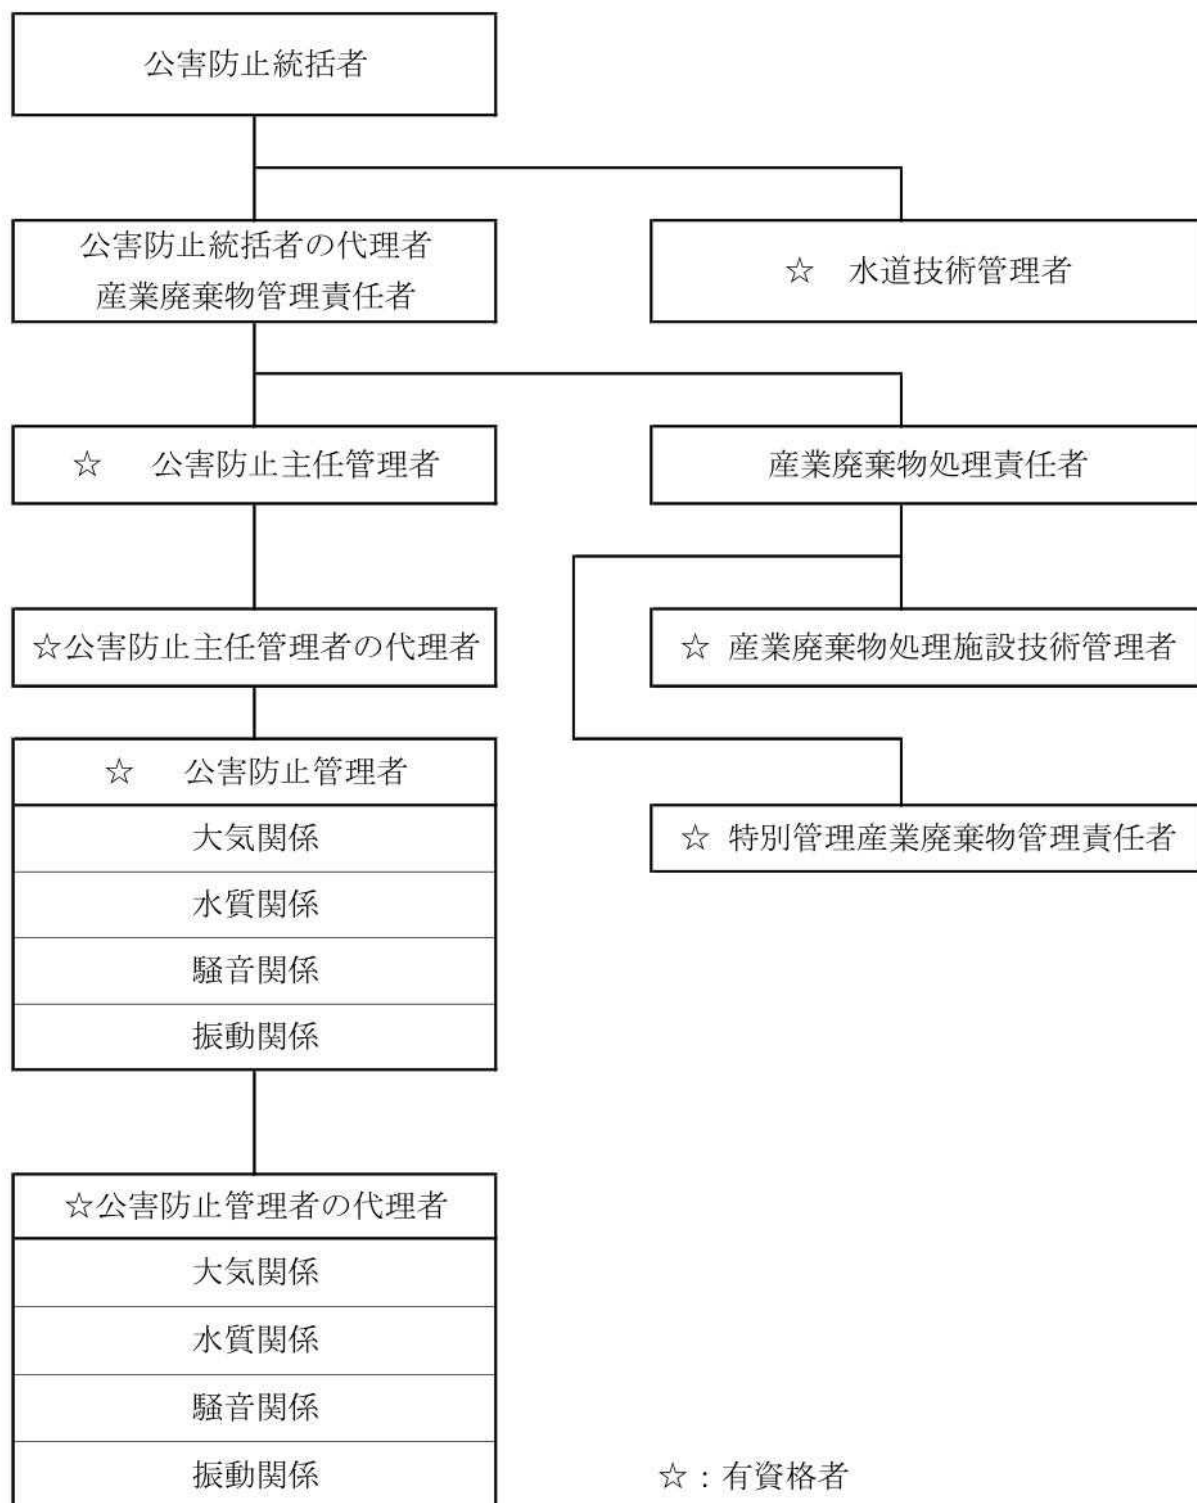 公害防止統括者
公害防止統括者の代理者
産業廃棄物管理責任者
☆　水道技術管理者
☆　公害防止主任管理者
産業廃棄物処理責任者
☆公害防止主任管理者の代理者
☆ 産業廃棄物処理施設技術管理者
☆　公害防止管理者
大気関係
水質関係
騒音関係
振動関係
☆ 特別管理産業廃棄物管理責任者
☆公害防止管理者の代理者
大気関係
水質関係
騒音関係
振動関係
☆：有資格者